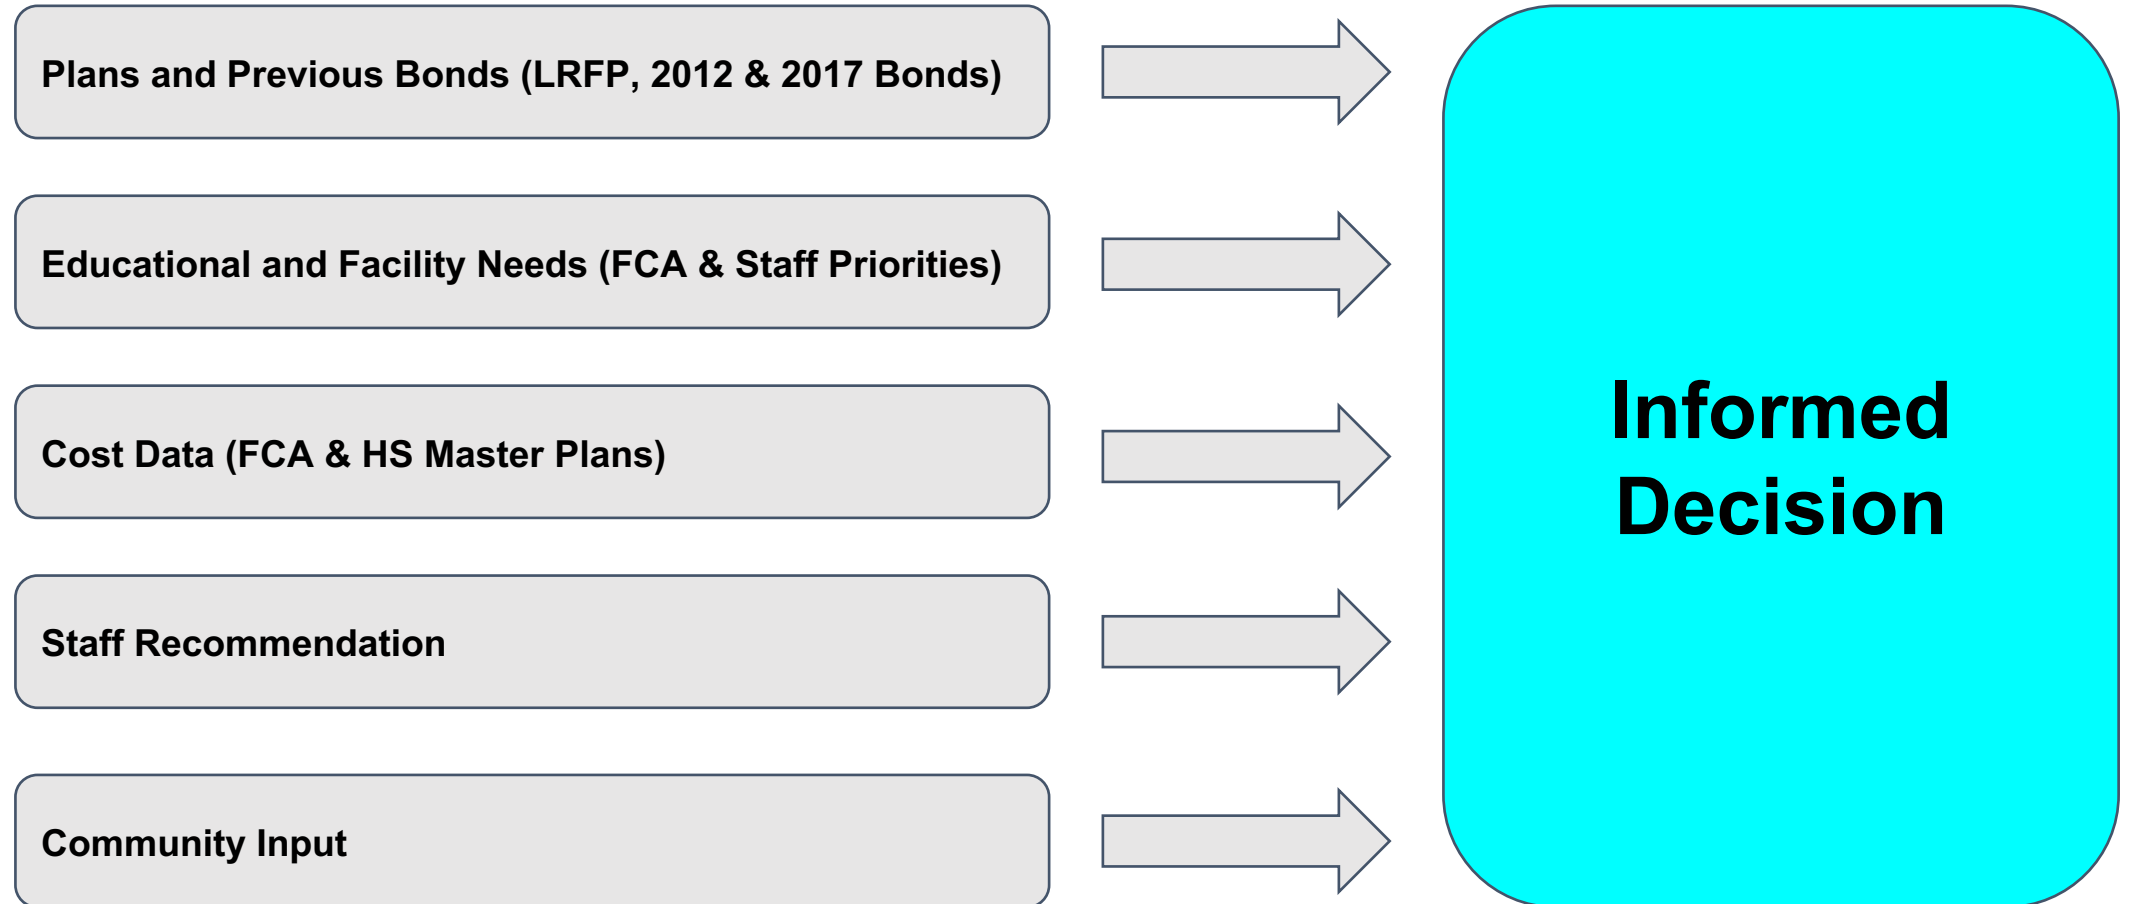 Plans and Previous Bonds (LRFP, 2012 & 2017 Bonds)
Educational and Facility Needs (FCA & Staff Priorities)
Cost Data (FCA & HS Master Plans)
Staff Recommendation
Community Input
Informed
Decision